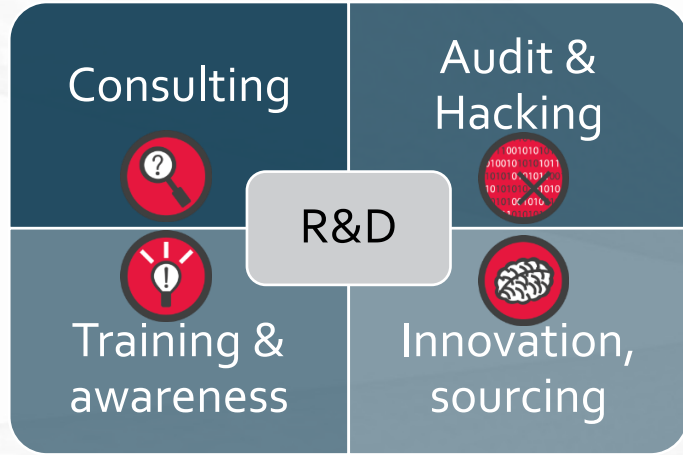 Consulting
Audit &
Hacking
?
R&D
!
Training &
awareness
Innovation,
sourcing